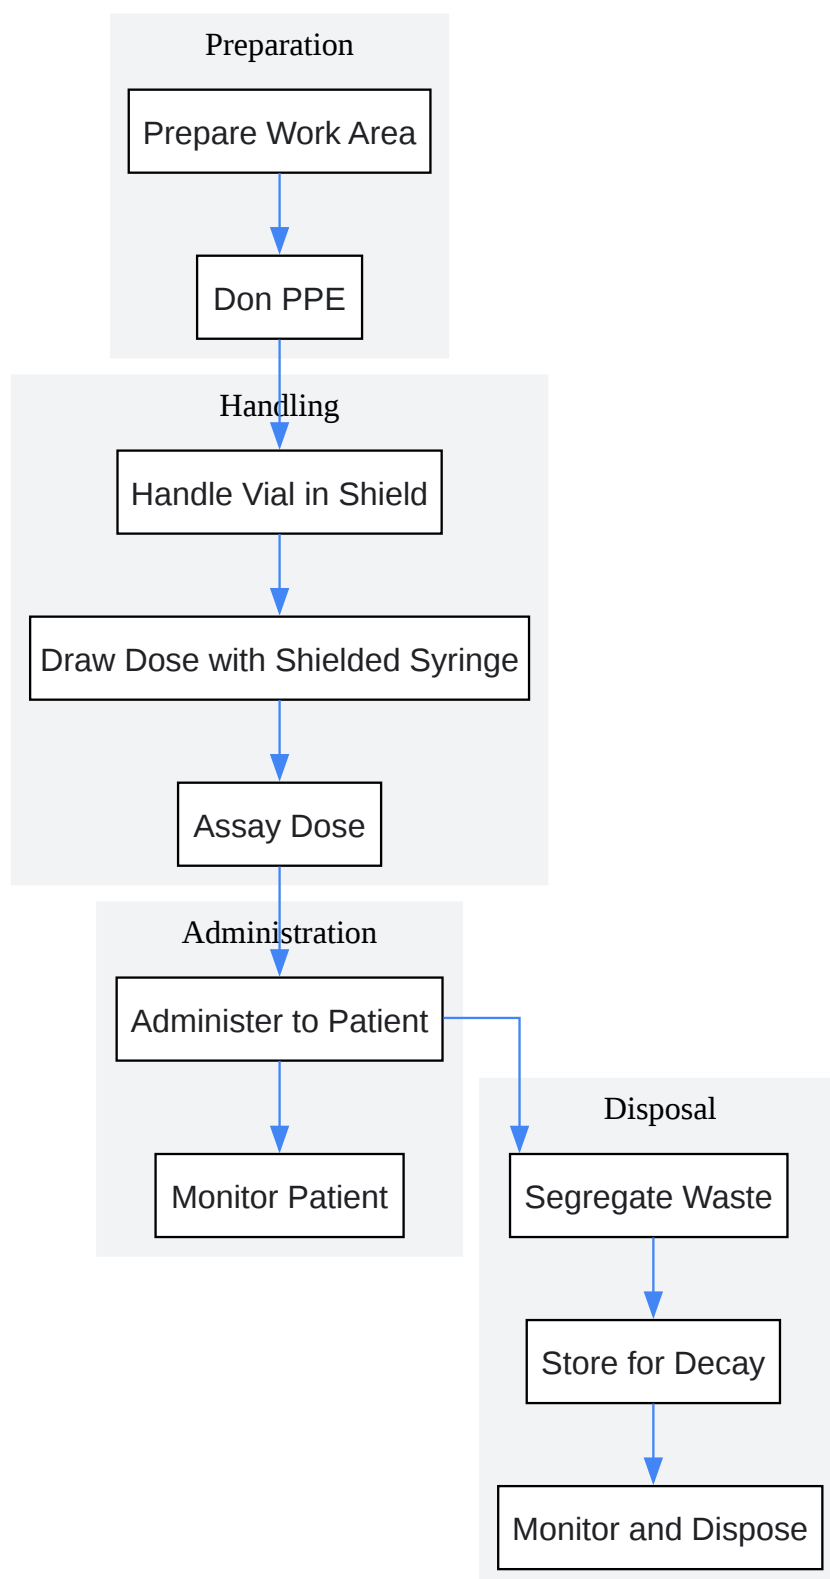 Preparation
Prepare Work Area
Don PPE
Handling
Handle Vial in Shield
Draw Dose with Shielded Syringe
Assay Dose
Administration
Administer to Patient
Monitor Patient
Disposal
Segregate Waste
Store for Decay
Monitor and Dispose